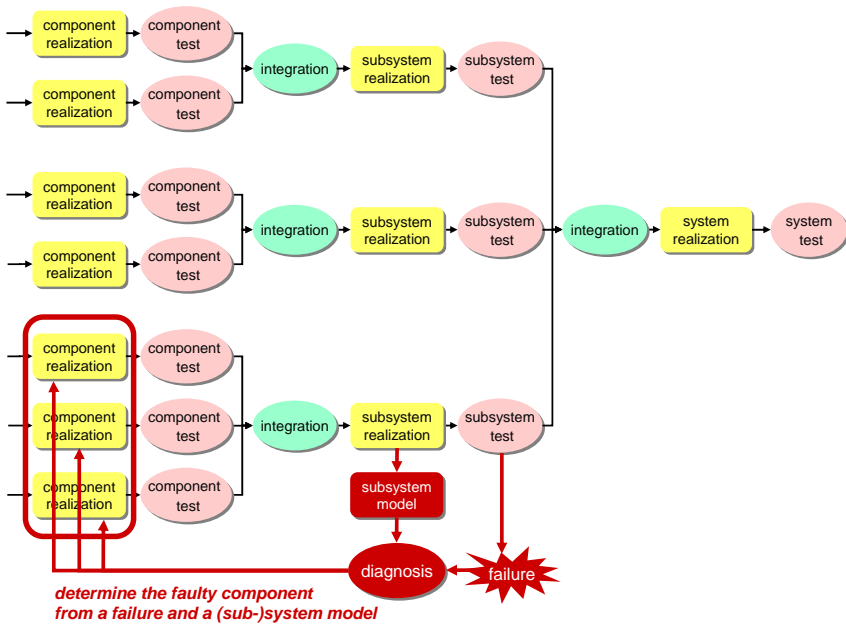 component
realization
component
test
component
realization
component
test
integration
subsystem
realization
subsystem
test
component
realization
component
test
component
realization
component
test
integration
subsystem
realization
subsystem
test
integration
system
realization
system
test
component
realization
component
test
component
realization
component
test
component
realization
component
test
integration
subsystem
realization
subsystem
test
subsystem
model
diagnosis
failure
determine the faulty component
from a failure and a (sub-)system model